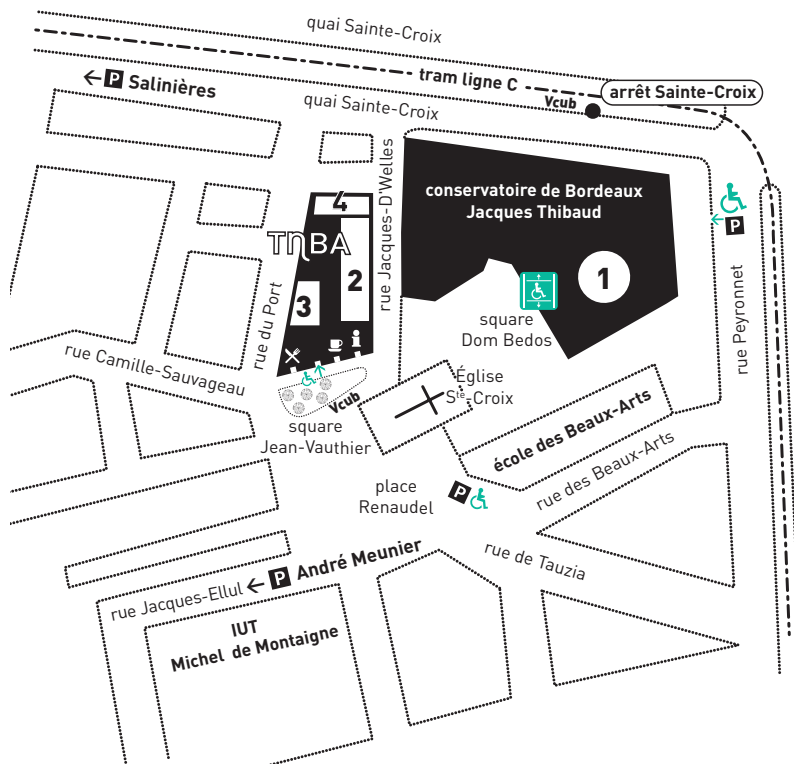 quai Sainte-Croix
tram ligne C
arrêt Sainte-Croix
← P Salinières
quai Sainte-Croix
Vcub
conservatoire de Bordeaux
Jacques Thibaud
P
4
TnBA
rue Jacques-D'Welles
2
1
3
rue du Port
square
Dom Bedos
rue Peyronnet
rue Camille-Sauvageau
Vcub
Église
Ste-Croix
square
Jean-Vauthier
école des Beaux-Arts
rue des Beaux-Arts
place
Renaudel
P
rue de Tauzia
← P André Meunier
rue Jacques-Ellul
IUT
Michel de Montaigne